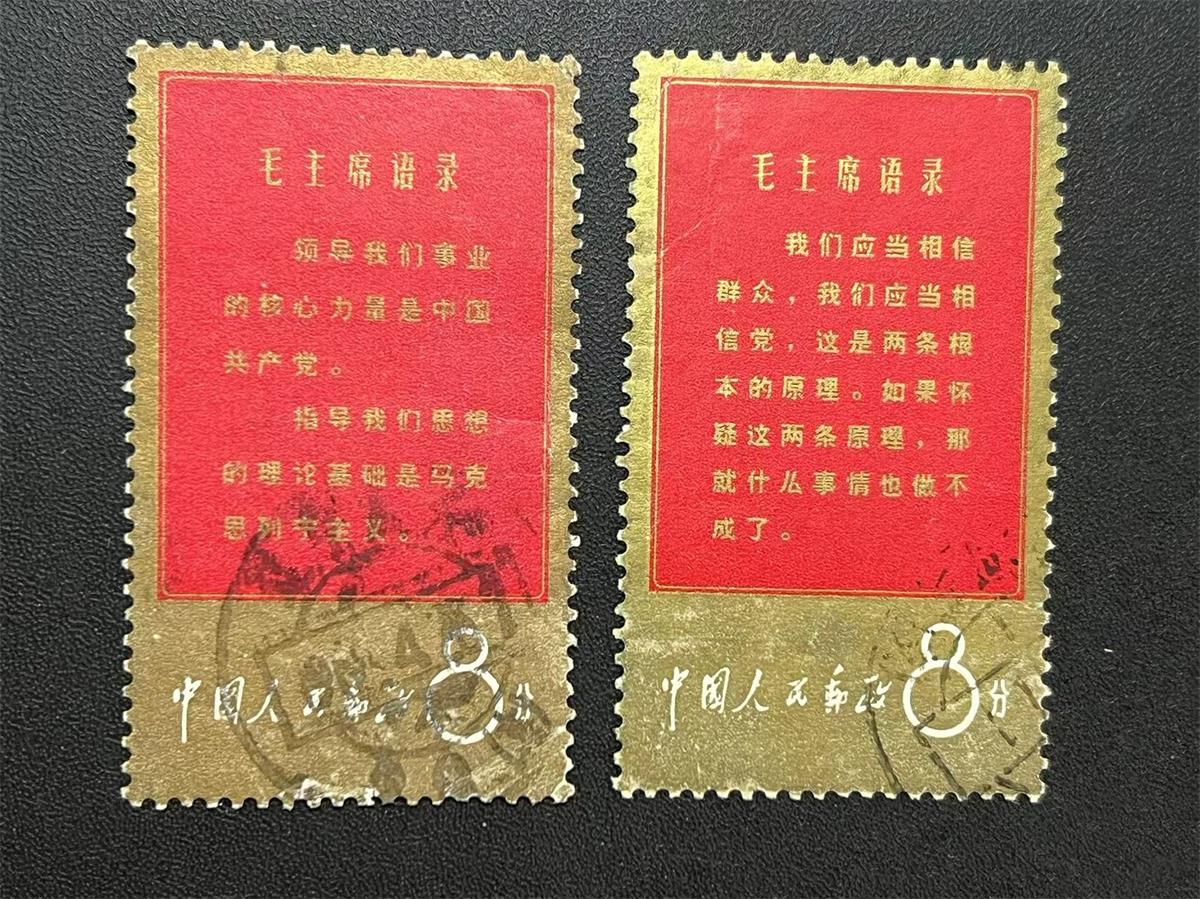 毛主席语录
领导我们事业
的核心力量是中国
共产党。
指导我们思想
的理论基础是马克
思列宁主义。
中国人民邮政 8分
毛主席语录
我们应当相信
群众，我们应当相
信党，这是两条根
本的原理。如果怀
疑这两条原理，那
就什么事情也做不
成了。
中国人民邮政 8分